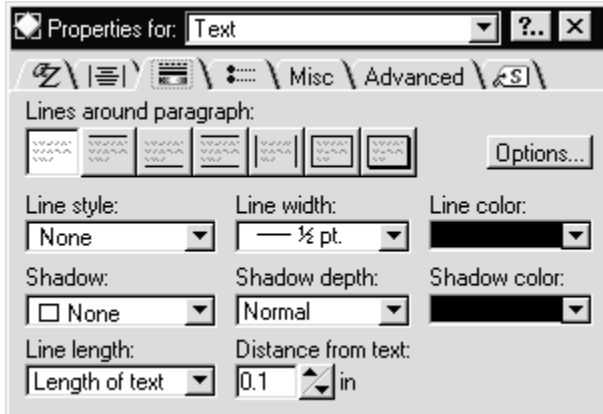 Properties for: Text ?..
Misc Advanced S
Lines around paragraph:
Options...
Line style: Line width: Line color:
None ½ pt.
Shadow: Shadow depth: Shadow color:
None Normal
Line length: Distance from text:
Length of text 0.1 in